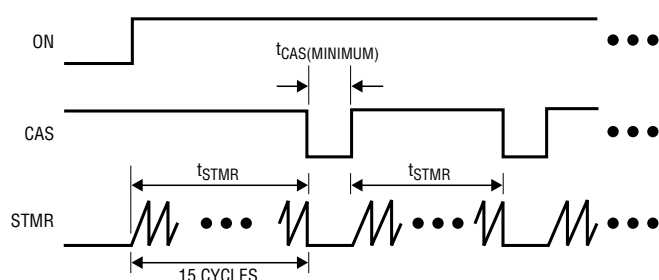 ON
tCAS(MINIMUM)
CAS
tSTMR tSTMR
STMR
15 CYCLES